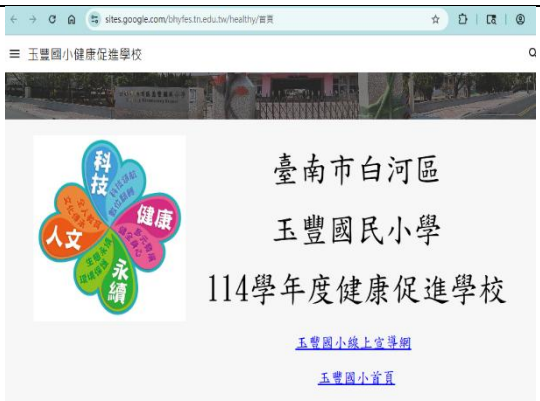 sites.google.com/bhyfes.tn.edu.tw/healthy/首頁
玉豐國小健康促進學校
科技
健康
人文
永續
臺南市白河區
玉豐國民小學
114學年度健康促進學校
玉豐國小線上宣導網
玉豐國小首頁